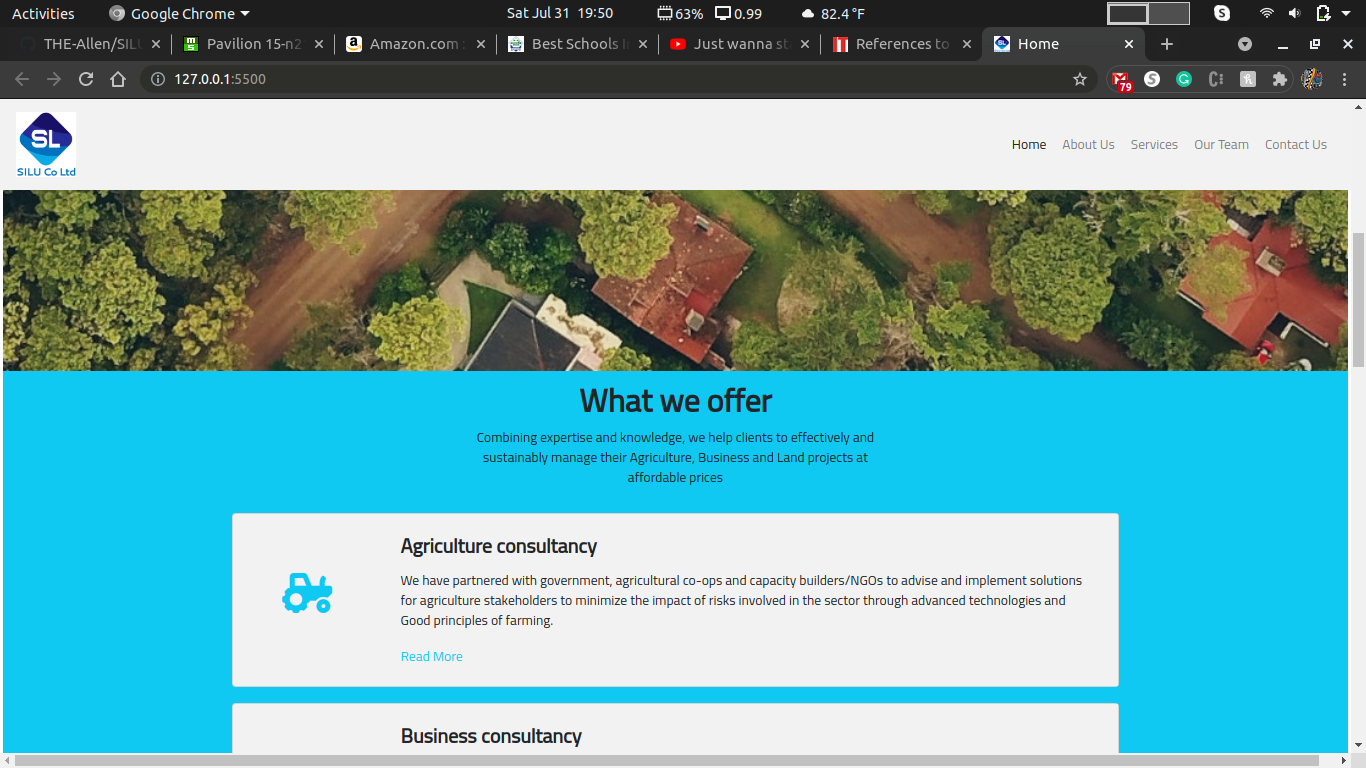 Activities Google Chrome Sat Jul 31 19:50 63% 0.99 82.4 °F
THE-Allen/SIL Pavilion 15-n2 Amazon.com Best Schools I Just wanna st References to Home
127.0.0.1:5500 79
SL
SILU Co Ltd
Home About Us Services Our Team Contact Us
What we offer
Combining expertise and knowledge, we help clients to effectively and
sustainably manage their Agriculture, Business and Land projects at
affordable prices
Agriculture consultancy
We have partnered with government, agricultural co-ops and capacity builders/NGOs to advise and implement solutions
for agriculture stakeholders to minimize the impact of risks involved in the sector through advanced technologies and
Good principles of farming.
Read More
Business consultancy